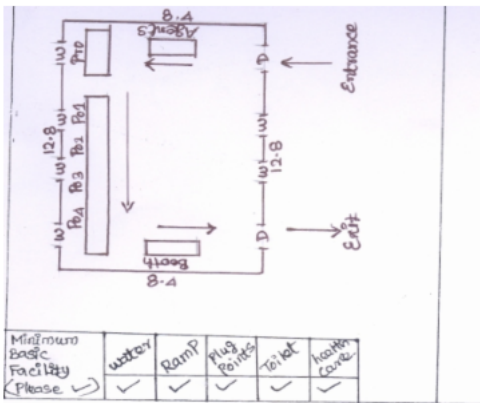 8.4
Agents
W
Pro
D
Entrance
W
Po1
W
12.8
W
Po2
W
12.8
W
Po3
Po4
W
D
Exit
Booth
8.4
Minimum
Basic
Facility
(Please ✓)
water
RamP
Plug
Points
Toilet
health
Care
✓ ✓ ✓ ✓ ✓